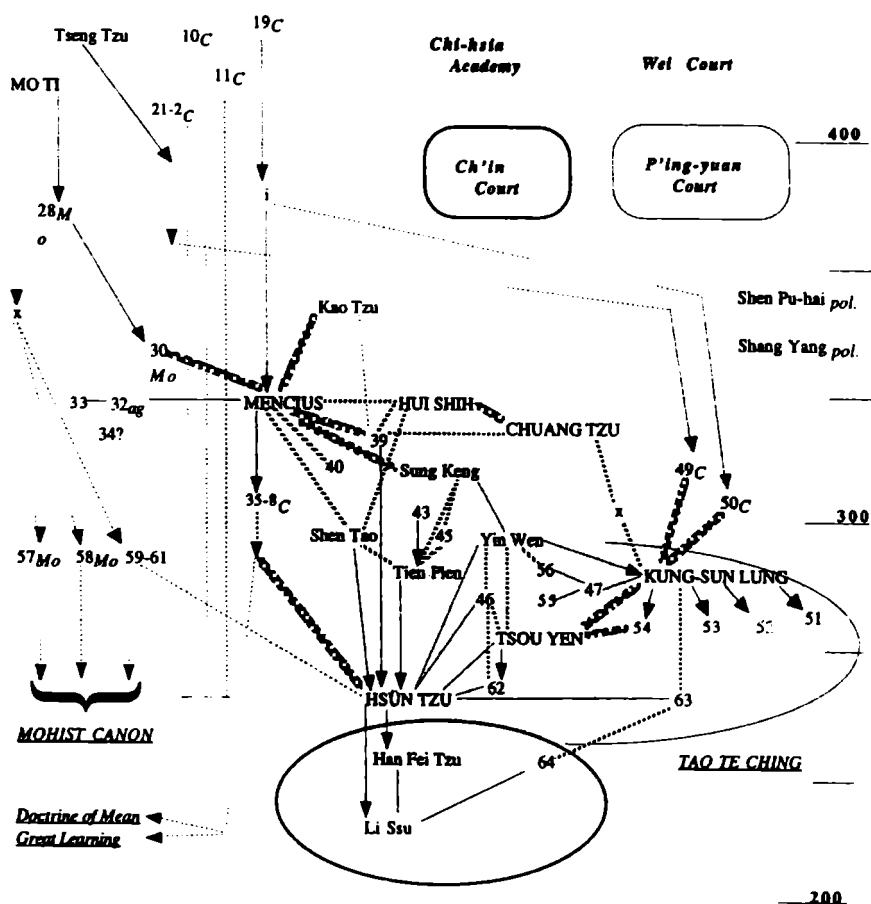 Tseng Tzu
10C
19C
Chi-hsia
Academy
Wei Court
MO TI
11C
21-2C
400
Ch'in
Court
P'ing-yuan
Court
28M
o
Shen Pu-hai pol.
Kao Tzu
x
Shang Yang pol.
30
Mo
33
32ag
MENCIUS
HUI SHIH
34?
39
CHUANG TZU
40
Sung Keng
49C
35-8C
50C
43
x
300
Shen Tao
45
Yin Wen
57Mo
58Mo
59-61
Tien Pien
56
KUNG-SUN LUNG
46
55
47
TSOU YEN
54
53
52
51
62
HSÜN TZU
63
MOHIST CANON
Han Fei Tzu
64
TAO TE CHING
Doctrine of Mean
Great Learning
Li Ssu
200